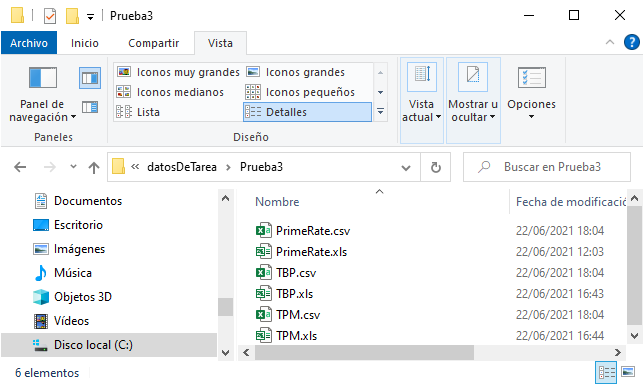 Prueba3
Archivo Inicio Compartir Vista
Panel de navegación
Iconos muy grandes Iconos grandes
Iconos medianos Iconos pequeños
Lista Detalles
Vista actual
Mostrar u ocultar
Opciones
Paneles Diseño
« datosDeTarea > Prueba3
Buscar en Prueba3
Nombre Fecha de modificació
Documentos
Escritorio
Imágenes
Música
Objetos 3D
Vídeos
Disco local (C:)
PrimeRate.csv 22/06/2021 18:04
PrimeRate.xls 22/06/2021 12:03
TBP.csv 22/06/2021 18:04
TBP.xls 22/06/2021 16:43
TPM.csv 22/06/2021 18:04
TPM.xls 22/06/2021 16:44
6 elementos